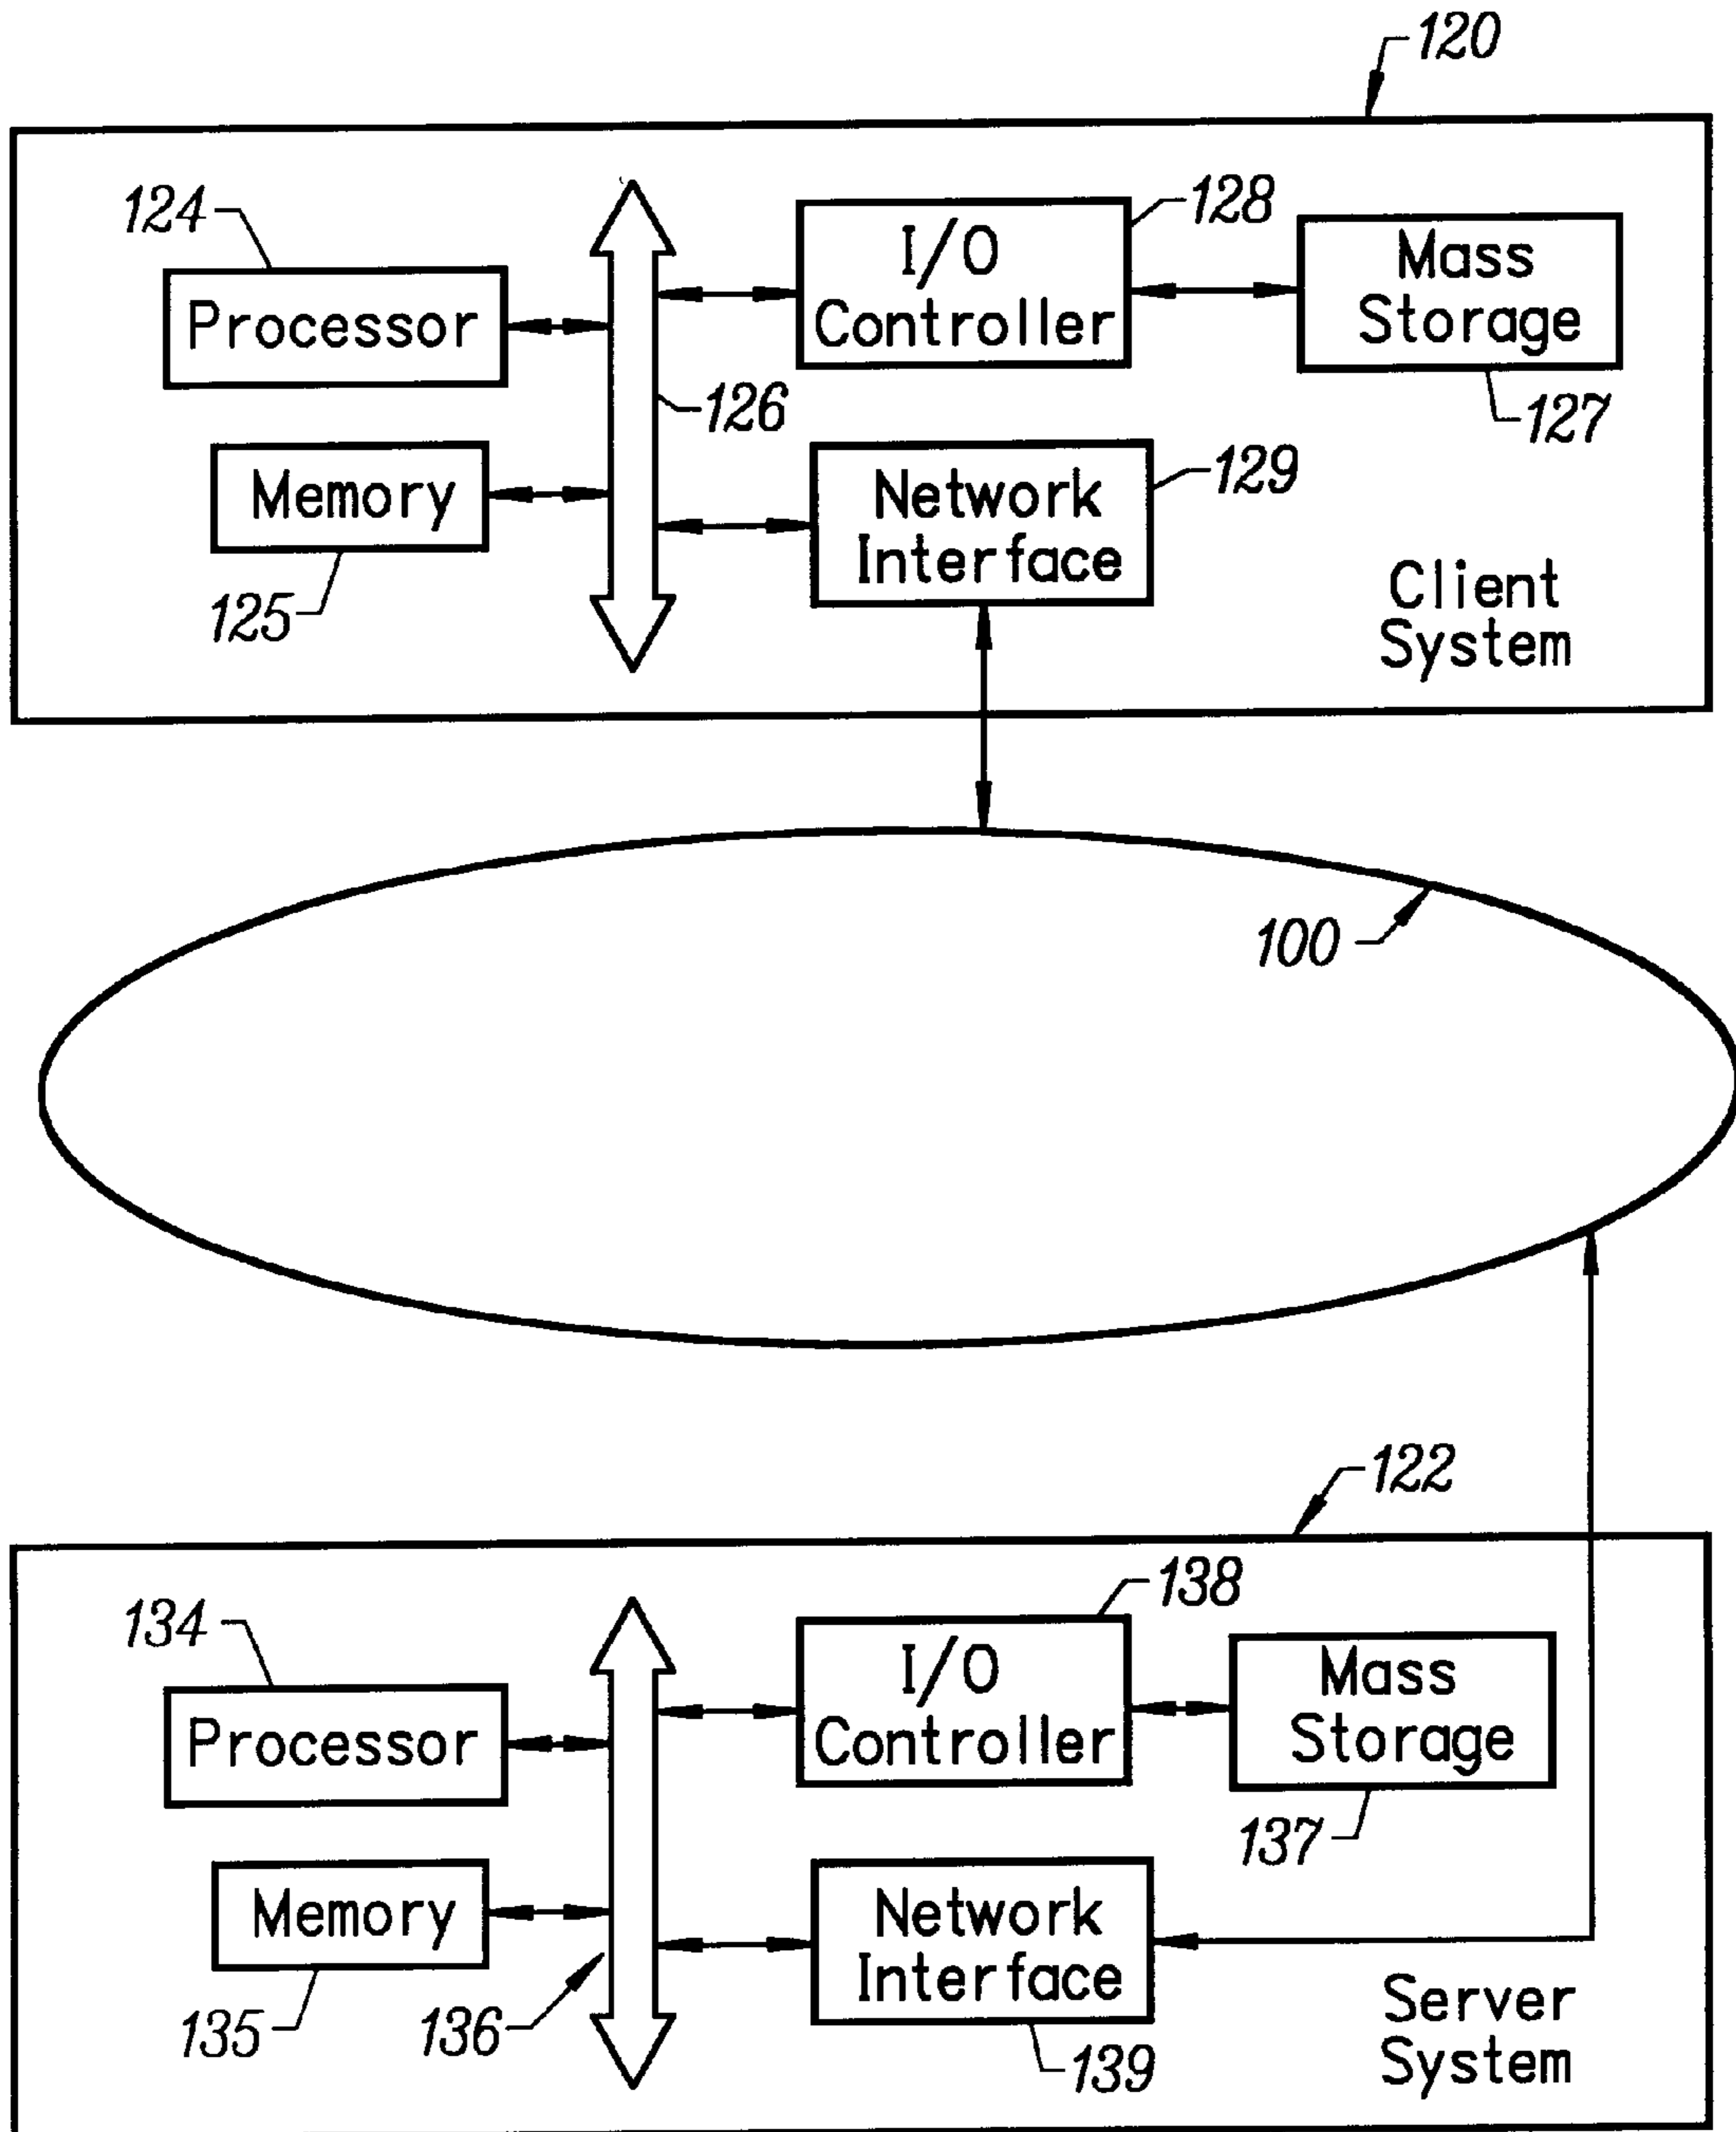 120
124
128
I/O
Controller
Mass
Storage
Processor
126
127
129
Memory
Network
Interface
125
Client
System
100
122
134
138
I/O
Controller
Mass
Storage
Processor
137
Memory
Network
Interface
135
136
139
Server
System